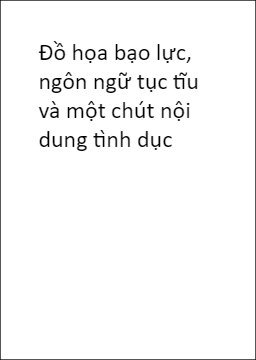 Đồ họa bạo lực,
ngôn ngữ tục tĩu
và một chút nội
dung tình dục